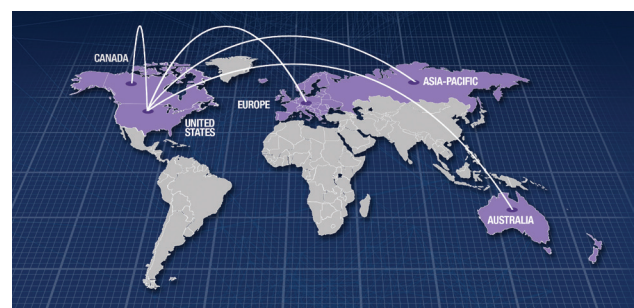 CANADA
ASIA-PACIFIC
EUROPE
UNITED
STATES
AUSTRALIA